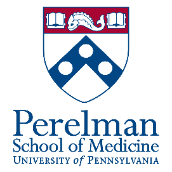 Perelman
School of Medicine
University of Pennsylvania